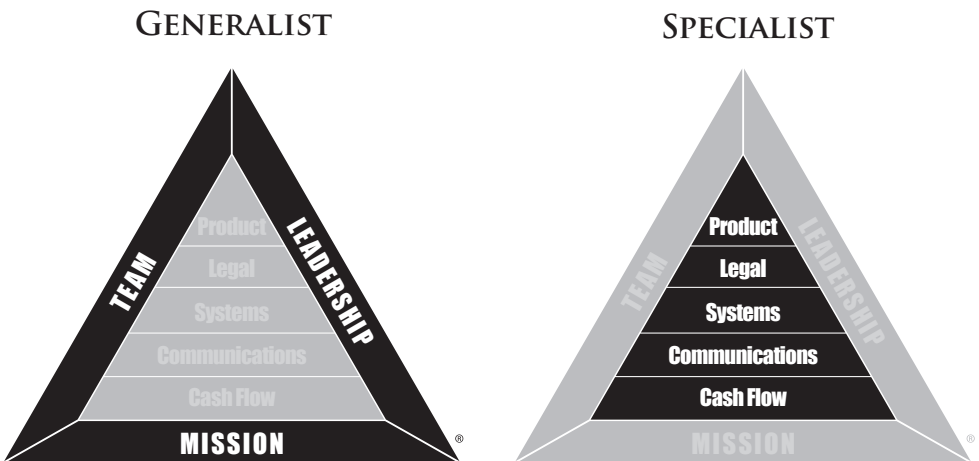 GENERALIST
Product
Legal
Systems
Communications
Cash Flow
TEAM
LEADERSHIP
MISSION
®
SPECIALIST
Product
Legal
Systems
Communications
Cash Flow
TEAM
LEADERSHIP
MISSION
®